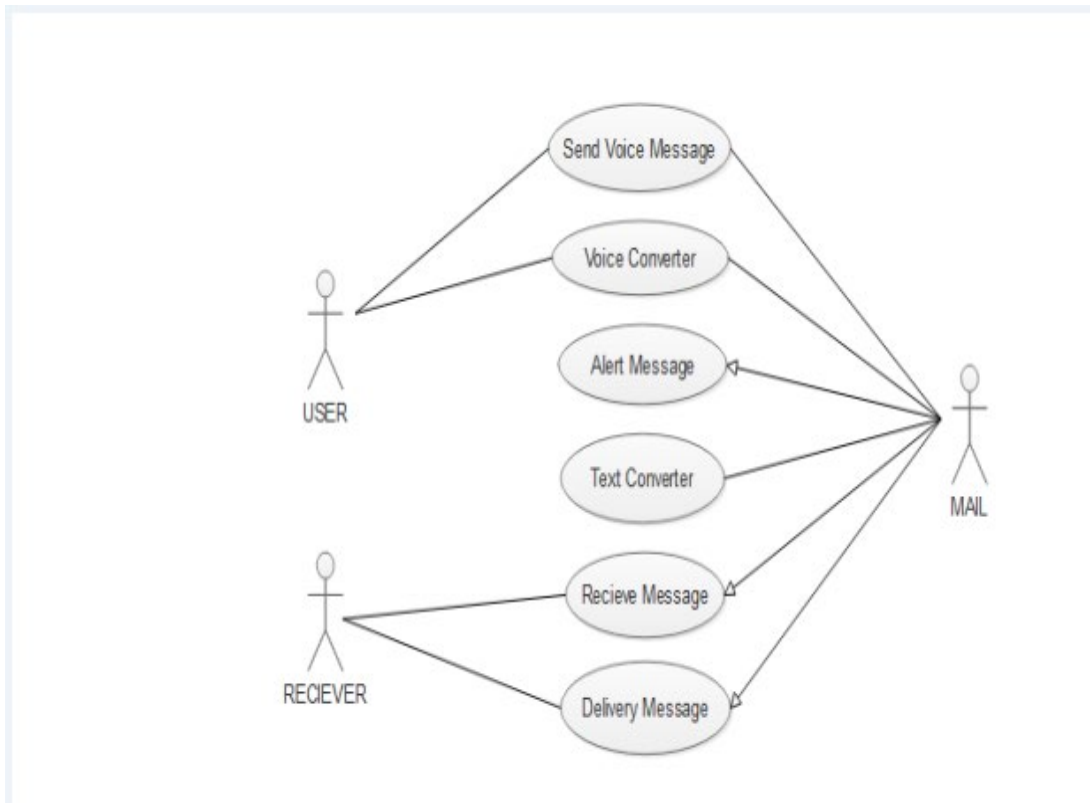 Send Voice Message
Voice Converter
Alert Message
USER
Text Converter
MAIL
Recieve Message
RECIEVER
Delivery Message